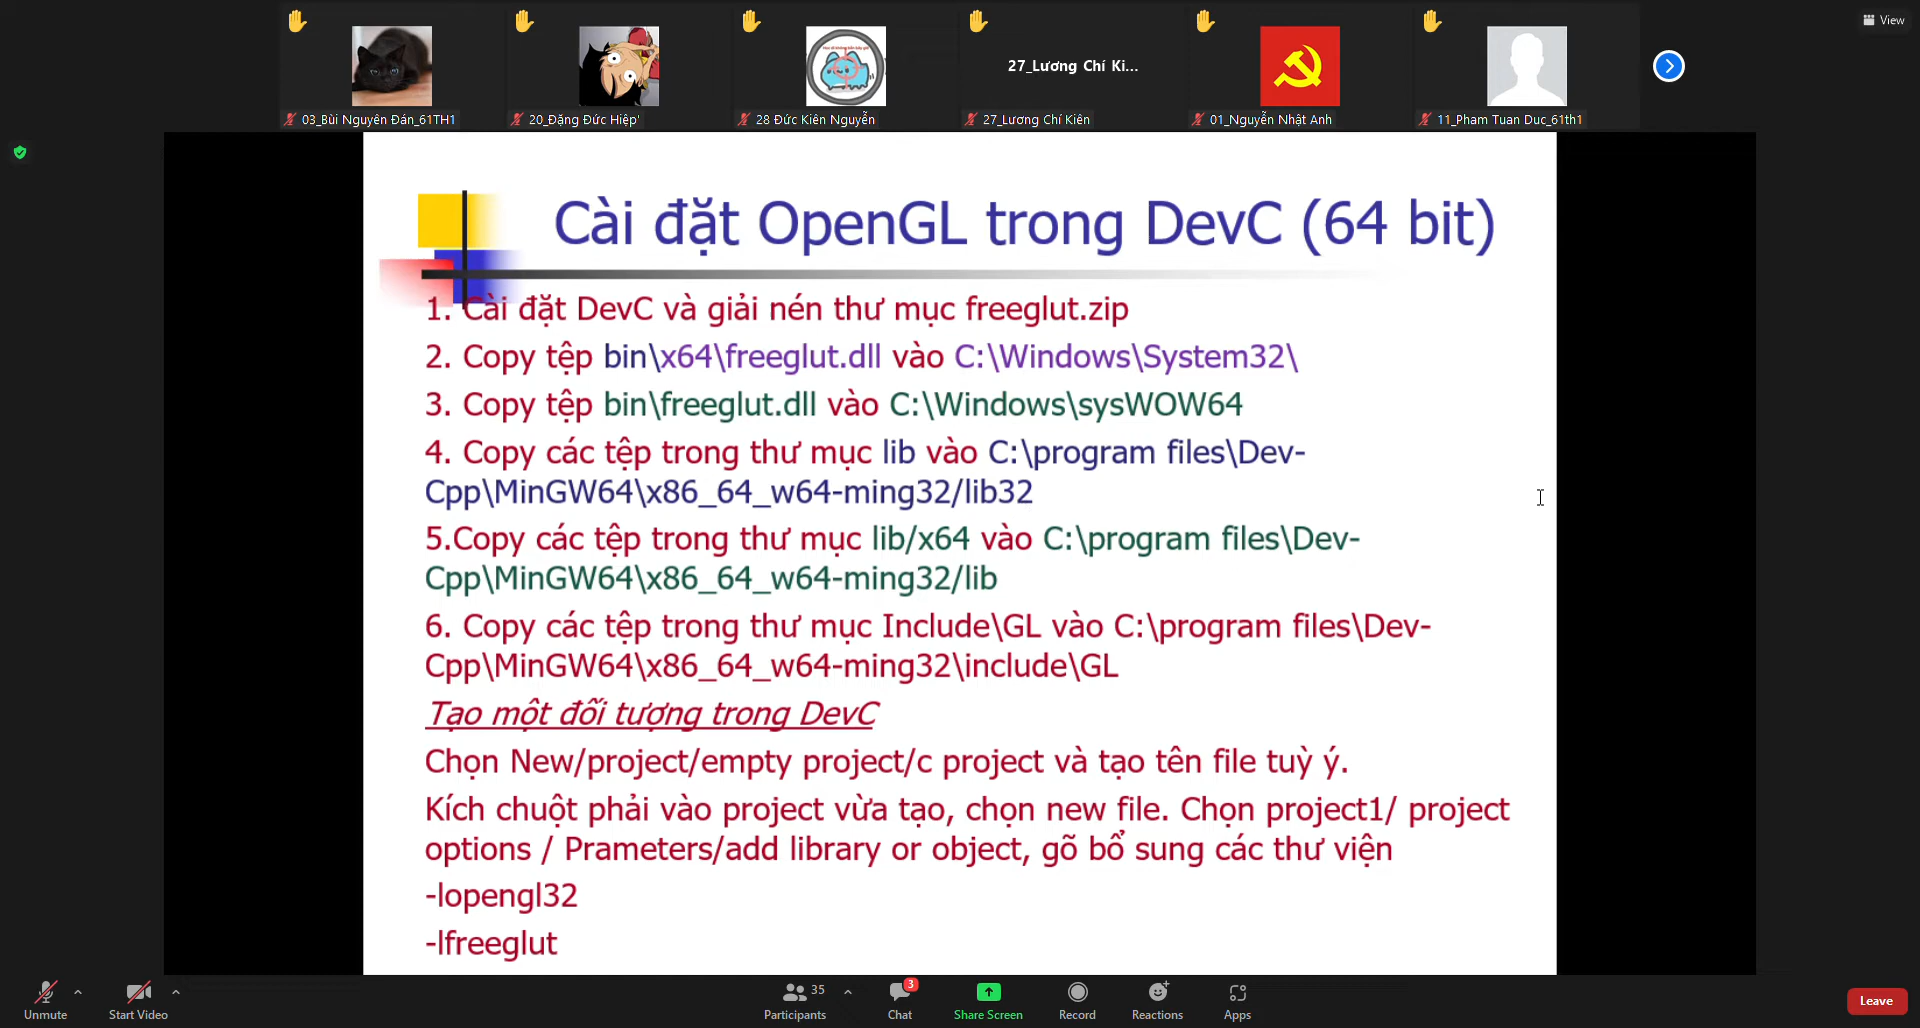 View
27_Lương Chí Ki...
03_Bùi Nguyên Đán_61TH1
20_Đặng Đức Hiệp'
28 Đức Kiên Nguyễn
27_Lương Chí Kiên
01_Nguyễn Nhật Anh
11_Pham Tuan Duc_61th1
Cài đặt OpenGL trong DevC (64 bit)
1. Cài đặt DevC và giải nén thư mục freeglut.zip
2. Copy tệp bin\x64\freeglut.dll vào C:\Windows\System32\
3. Copy tệp bin\freeglut.dll vào C:\Windows\sysWOW64
4. Copy các tệp trong thư mục lib vào C:\program files\Dev-
Cpp\MinGW64\x86_64_w64-ming32/lib32
5.Copy các tệp trong thư mục lib/x64 vào C:\program files\Dev-
Cpp\MinGW64\x86_64_w64-ming32/lib
6. Copy các tệp trong thư mục Include\GL vào C:\program files\Dev-
Cpp\MinGW64\x86_64_w64-ming32\include\GL
Tạo một đối tượng trong DevC
Chọn New/project/empty project/c project và tạo tên file tuỳ ý.
Kích chuột phải vào project vừa tạo, chọn new file. Chọn project1/ project
options / Prameters/add library or object, gõ bổ sung các thư viện
-lopengl32
-lfreeglut
35
3
Unmute
Start Video
Participants
Chat
Share Screen
Record
Reactions
Apps
Leave